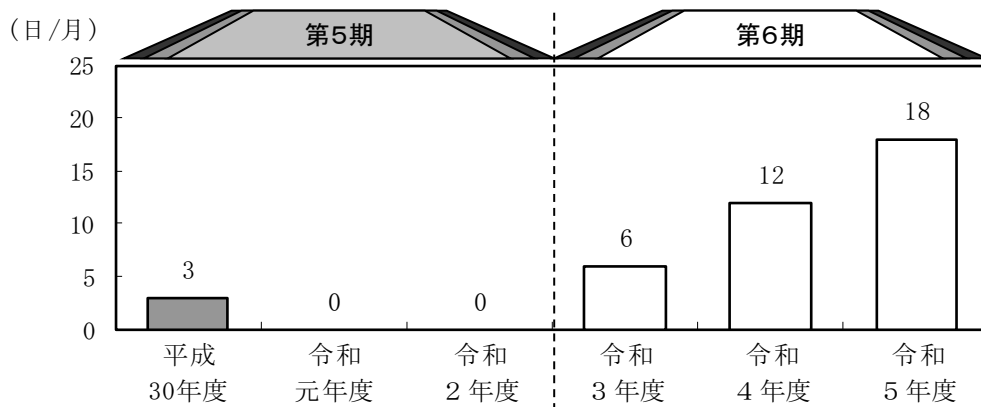 (日/月)
第5期
第6期
25
20
15
10
5
0
3
0
0
6
12
18
平成
30年度
令和
元年度
令和
２年度
令和
３年度
令和
４年度
令和
５年度